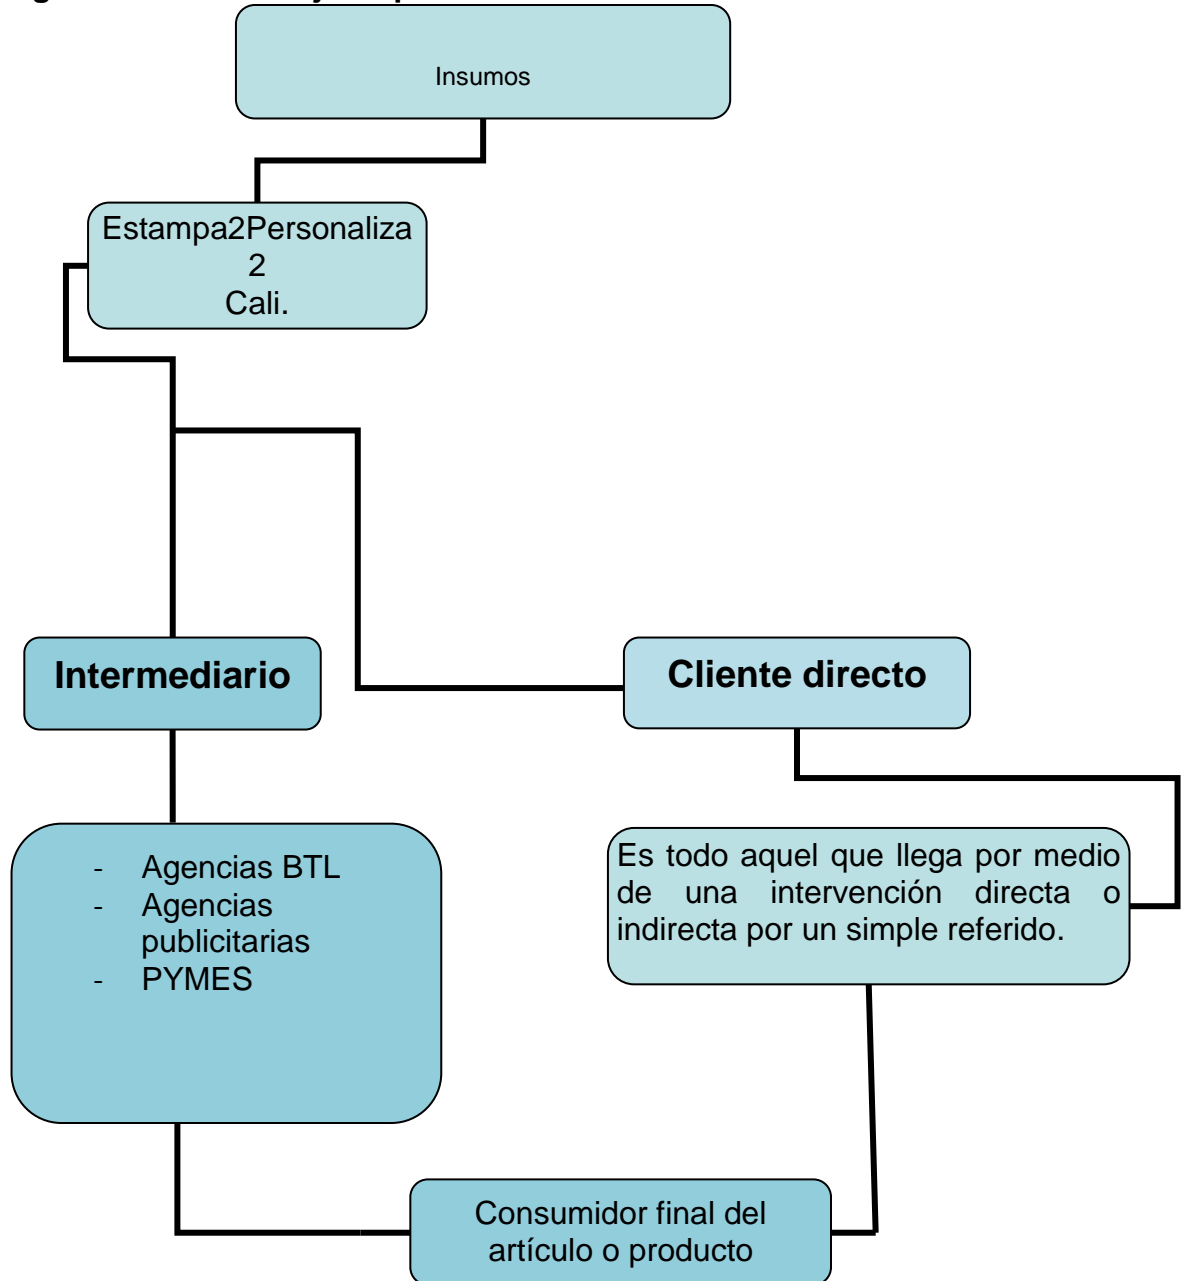 Insumos
Estampa2Personaliza
2
Cali.
Intermediario
Cliente directo
- Agencias BTL
- Agencias
publicitarias
- PYMES
Es todo aquel que llega por medio
de una intervención directa o
indirecta por un simple referido.
Consumidor final del
artículo o producto